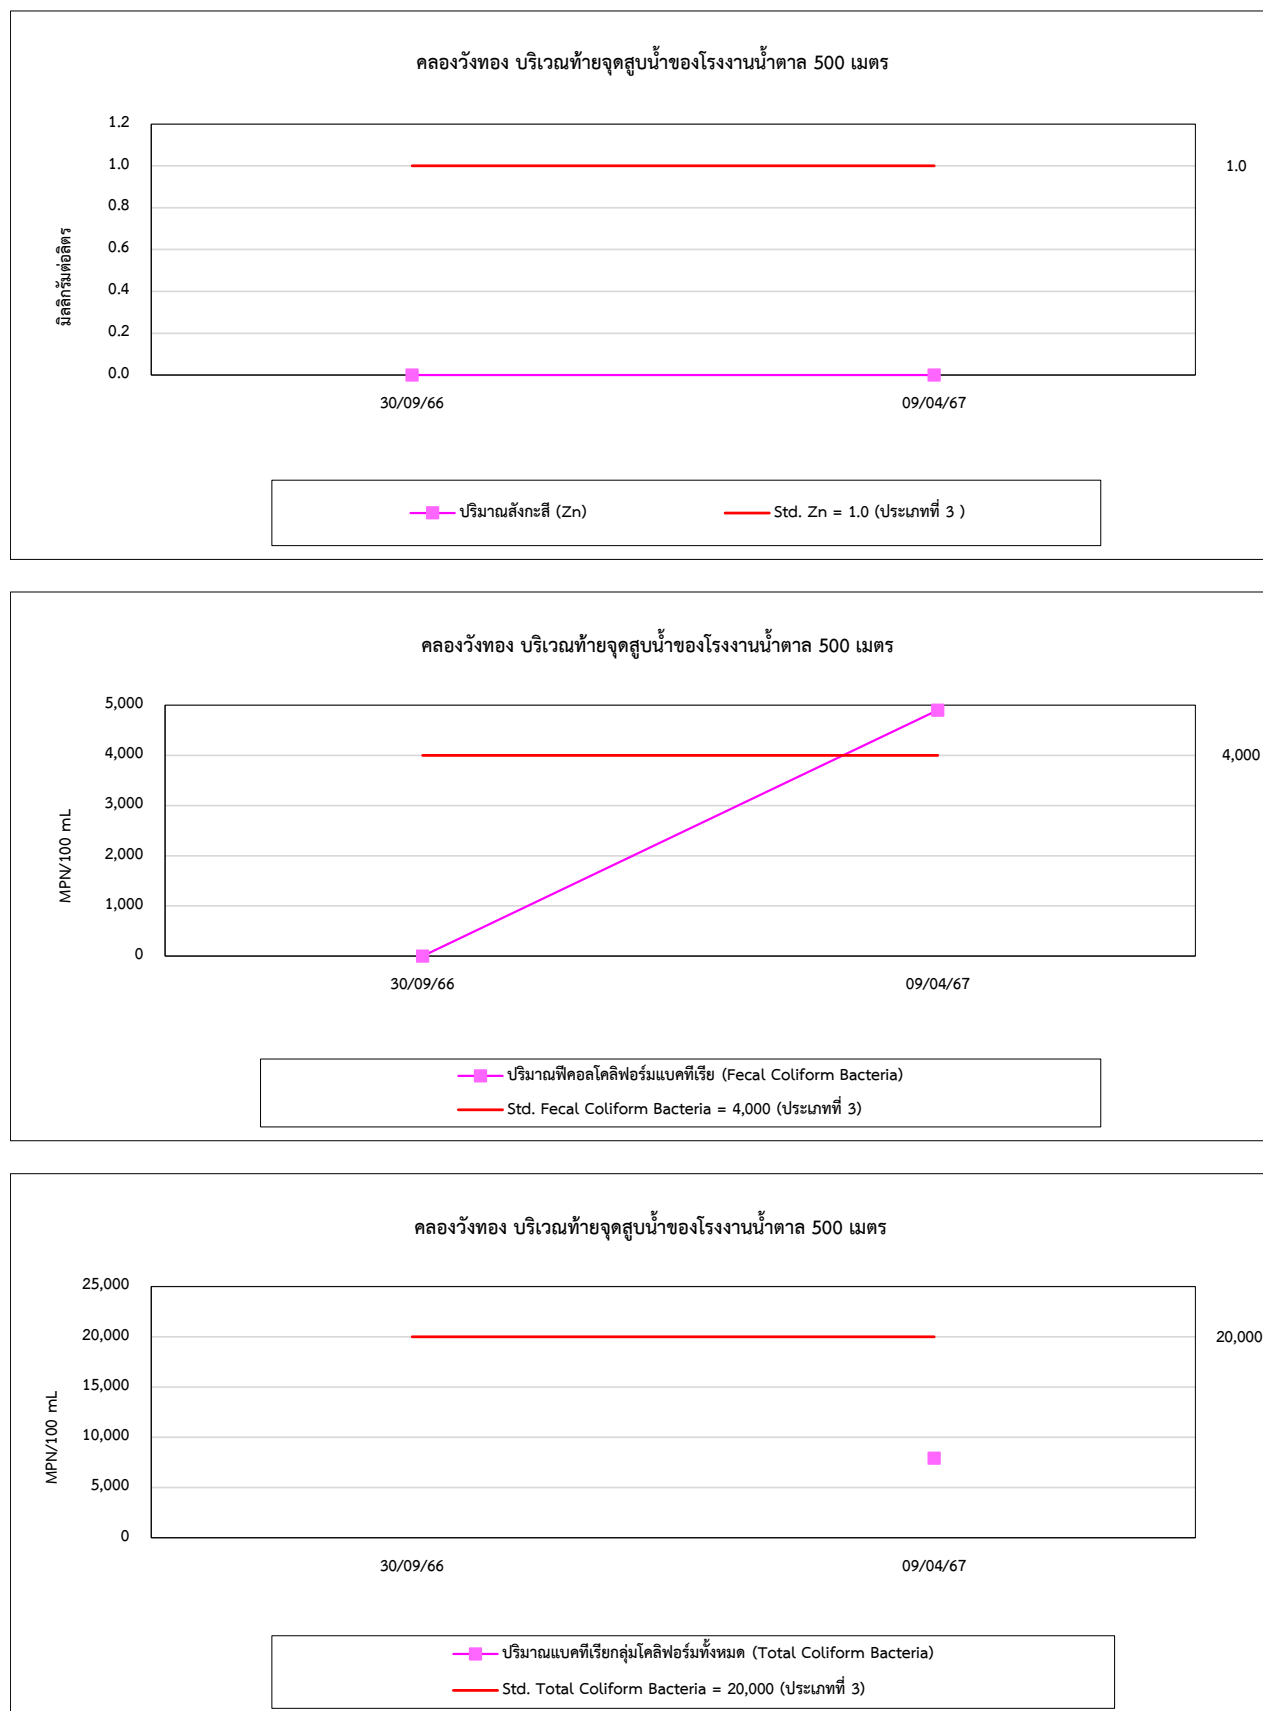 คลองวังทอง บริเวณท้ายจุดสูบน้ำของโรงงานน้ำตาล 500 เมตร
1.2
1.0
0.8
0.6
0.4
0.2
0.0
มิลลิกรัมต่อลิตร
1.0
30/09/66 09/04/67
ปริมาณสังกะสี (Zn) Std. Zn = 1.0 (ประเภทที่ 3 )
คลองวังทอง บริเวณท้ายจุดสูบน้ำของโรงงานน้ำตาล 500 เมตร
5,000
4,000
3,000
2,000
1,000
0
MPN/100 mL
4,000
30/09/66 09/04/67
ปริมาณฟีคอลโคลิฟอร์มแบคทีเรีย (Fecal Coliform Bacteria)
Std. Fecal Coliform Bacteria = 4,000 (ประเภทที่ 3)
คลองวังทอง บริเวณท้ายจุดสูบน้ำของโรงงานน้ำตาล 500 เมตร
25,000
20,000
15,000
10,000
5,000
0
MPN/100 mL
20,000
30/09/66 09/04/67
ปริมาณแบคทีเรียกลุ่มโคลิฟอร์มทั้งหมด (Total Coliform Bacteria)
Std. Total Coliform Bacteria = 20,000 (ประเภทที่ 3)